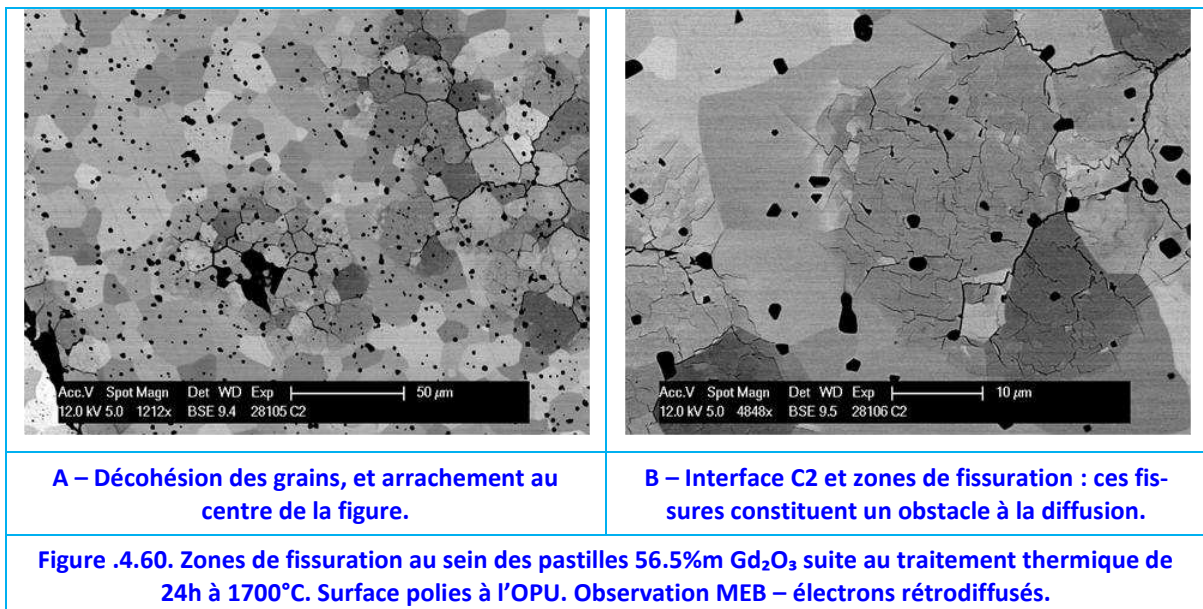 Acc.V Spot Magn Det WD Exp 50 µm
12.0 kV 5.0 1212x BSE 9.4 28105 C2
Acc.V Spot Magn Det WD Exp 10 µm
12.0 kV 5.0 4848x BSE 9.5 28106 C2
A – Décohésion des grains, et arrachement au
centre de la figure.
B – Interface C2 et zones de fissuration : ces fis-
sures constituent un obstacle à la diffusion.
Figure .4.60. Zones de fissuration au sein des pastilles 56.5%m Gd₂O₃ suite au traitement thermique de
24h à 1700°C. Surface polies à l’OPU. Observation MEB – électrons rétrodiffusés.